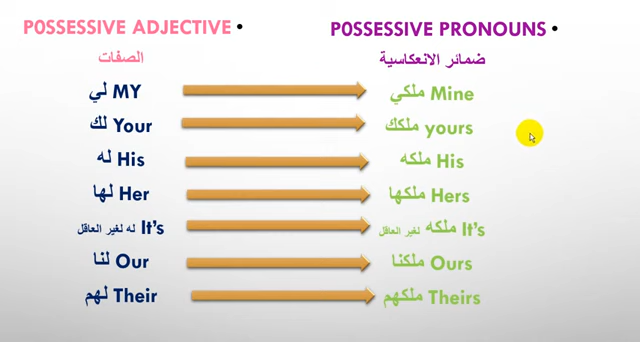 P0SSESSIVE ADJECTIVE •
P0SSESSIVE PRONOUNS •
الصفات
ضمائر الانعكاسية
لي MY
ملكي Mine
لك Your
ملكك yours
له His
ملكه His
لها Her
ملكها Hers
له لغير العاقل It's
ملكه لغير العاقل It's
لنا Our
ملكنا Ours
لهم Their
ملكهم Theirs